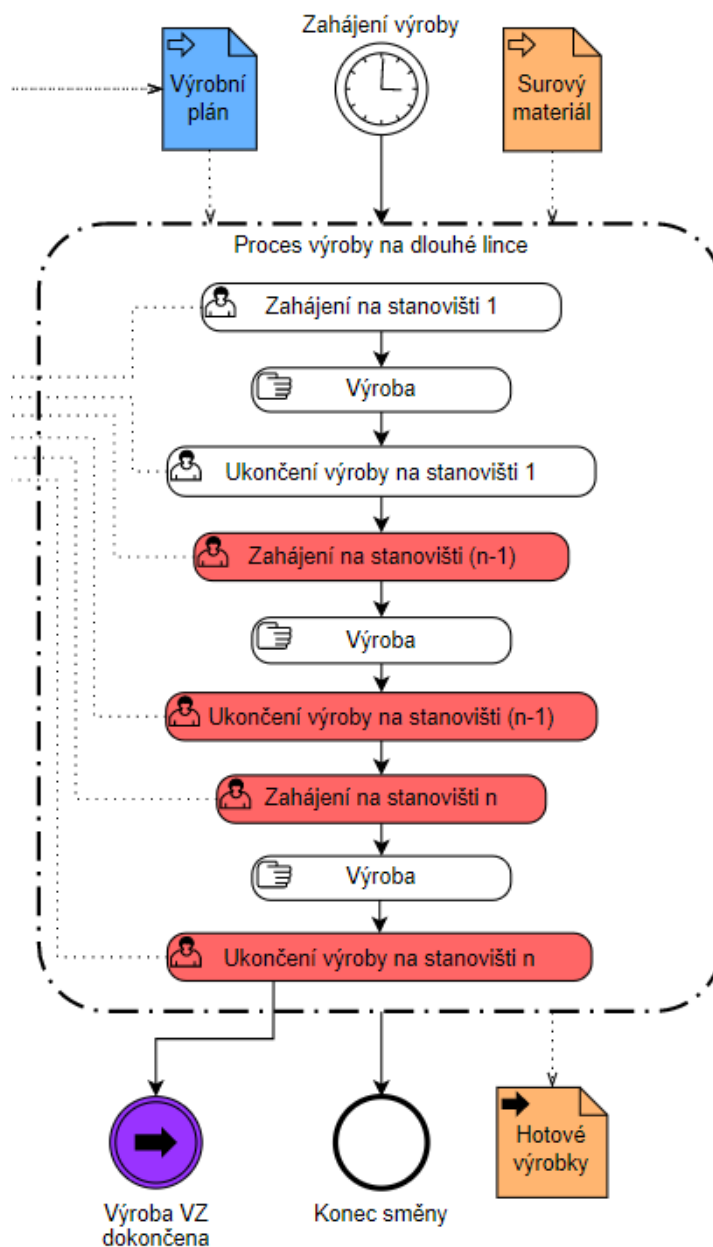 Zahájení výroby
Výrobní
plán
Surový
materiál
Proces výroby na dlouhé lince
Zahájení na stanovišti 1
Výroba
Ukončení výroby na stanovišti 1
Zahájení na stanovišti (n-1)
Výroba
Ukončení výroby na stanovišti (n-1)
Zahájení na stanovišti n
Výroba
Ukončení výroby na stanovišti n
Výroba VZ
dokončena
Konec směny
Hotové
výrobky